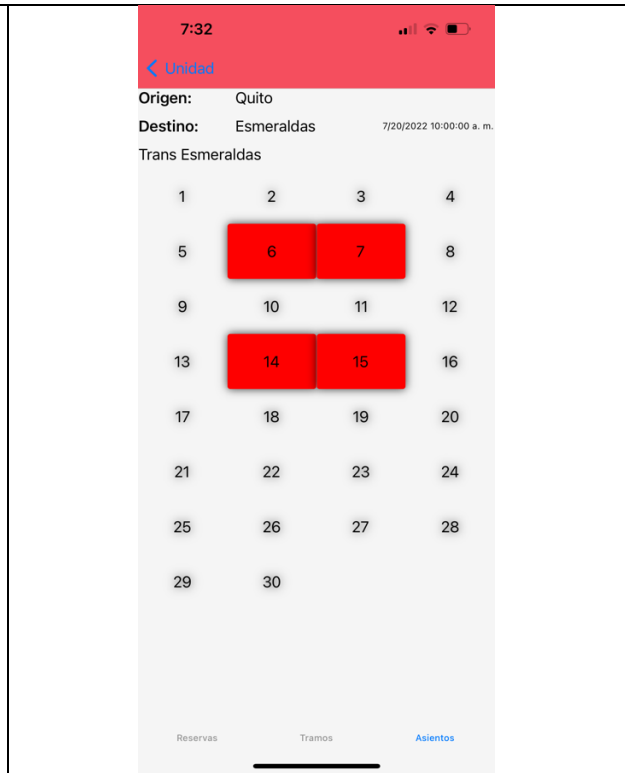 7:32
Unidad
Origen: Quito
Destino: Esmeraldas 7/20/2022 10:00:00 a. m.
Trans Esmeraldas
1 2 3 4
5 6 7 8
9 10 11 12
13 14 15 16
17 18 19 20
21 22 23 24
25 26 27 28
29 30
Reservas Tramos Asientos